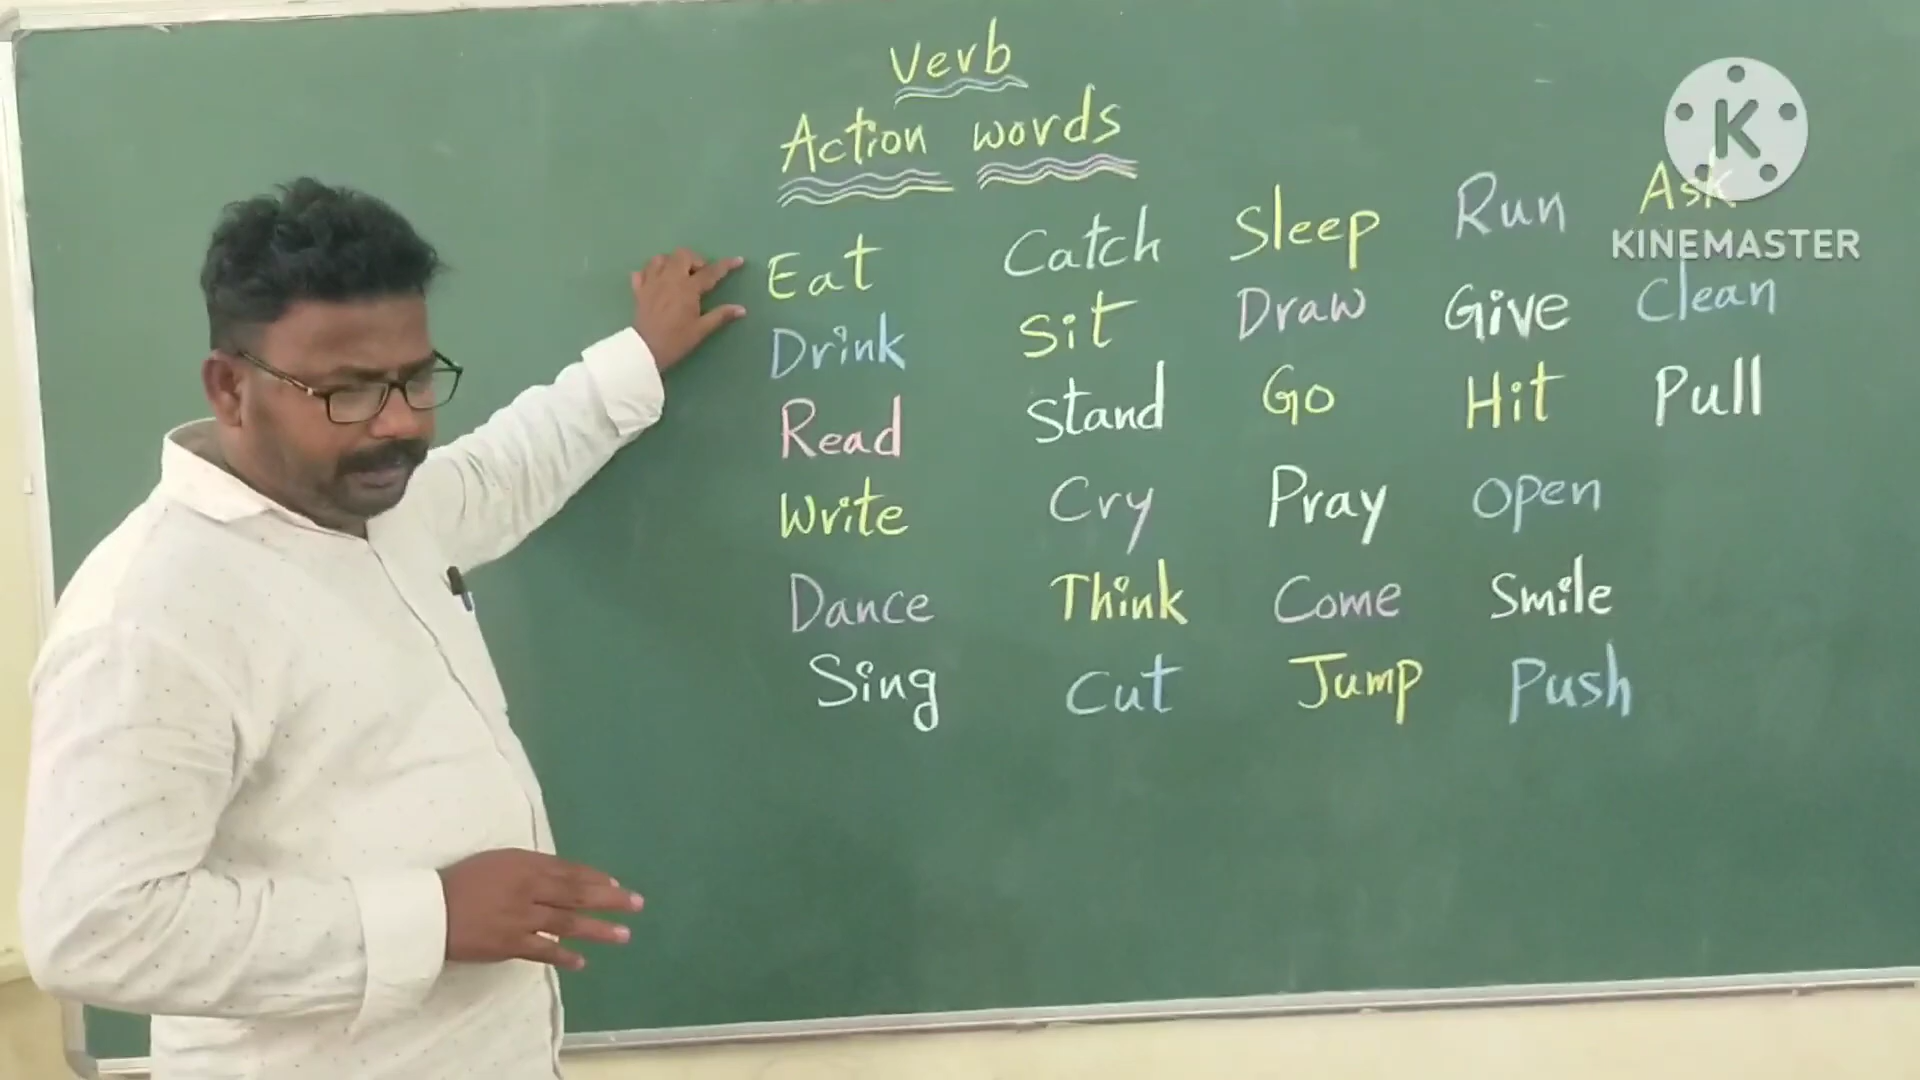 Verb
Action words
Eat Catch Sleep Run Ask
Drink Sit Draw Give Clean
Read Stand Go Hit Pull
Write Cry Pray Open
Dance Think Come Smile
Sing Cut Jump Push
K
KINEMASTER